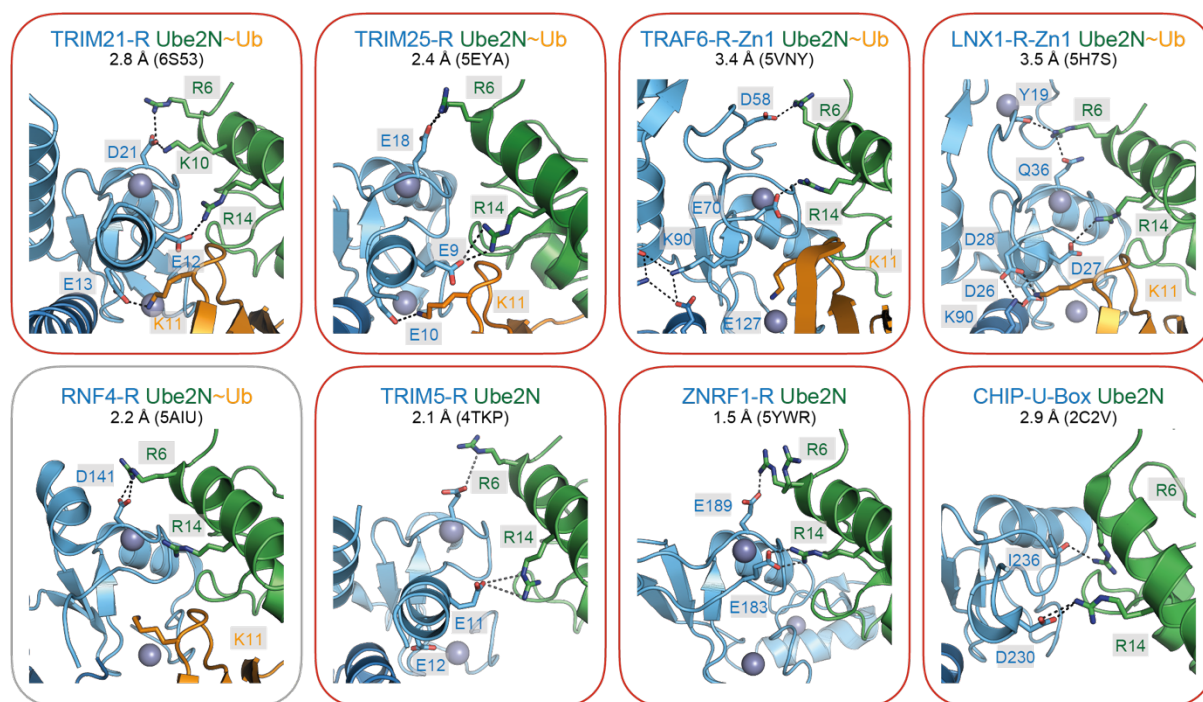 TRIM21-R Ube2N~Ub
2.8 Å (6S53)
R6
D21
K10
R14
E12
E13
K11
TRIM25-R Ube2N~Ub
2.4 Å (5EYA)
R6
E18
R14
E9
K11
E10
TRAF6-R-Zn1 Ube2N~Ub
3.4 Å (5VNY)
D58
R6
E70
R14
K90
K11
E127
LNX1-R-Zn1 Ube2N~Ub
3.5 Å (5H7S)
Y19
R6
Q36
R14
D28
D27
D26
K11
K90
RNF4-R Ube2N~Ub
2.2 Å (5AIU)
R6
D141
R14
K11
TRIM5-R Ube2N
2.1 Å (4TKP)
R6
R14
E11
E12
ZNRF1-R Ube2N
1.5 Å (5YWR)
R6
E189
R14
E183
CHIP-U-Box Ube2N
2.9 Å (2C2V)
R6
I236
R14
D230